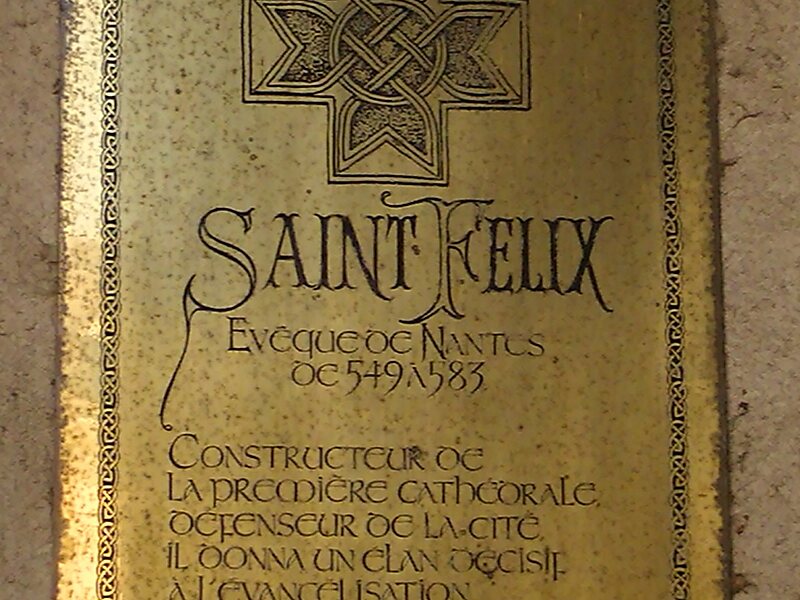 SAINT FELIX
EVÊQUE DE NANTES
DE 549 À 583
CONSTRUCTEUR DE
LA PREMIÈRE CATHÉDRALE,
DÉFENSEUR DE LA CITÉ,
IL DONNA UN ÉLAN DÉCISIF
À L'ÉVANGÉLISATION